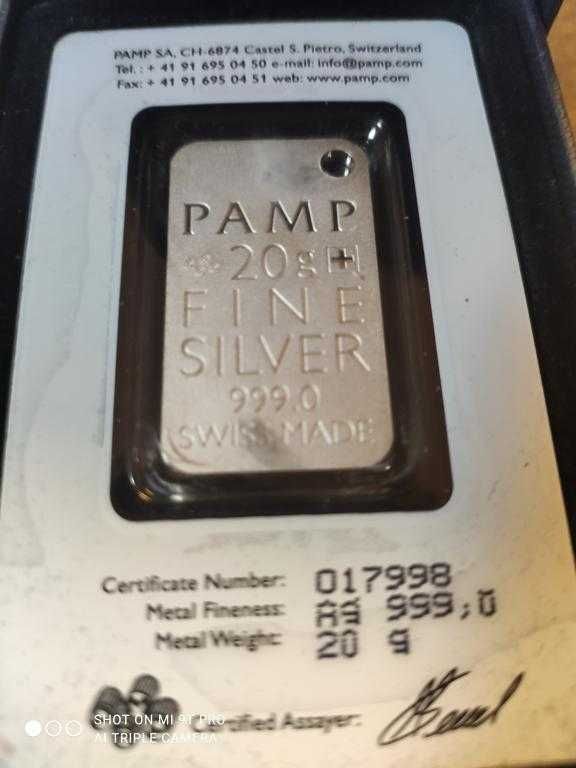 PAMP SA, CH-6874 Castel S. Pietro, Switzerland
Tel.: + 41 91 695 04 50 e-mail: info@pamp.com
Fax: + 41 91 695 04 51 web: www.pamp.com
PAMP
20g
FINE
SILVER
999.0
SWISS MADE
Certificate Number: 017998
Metal Fineness: Ag 999,0
Metal Weight: 20 g
Assayer:
SHOT ON MI 9T PRO
AI TRIPLE CAMERA